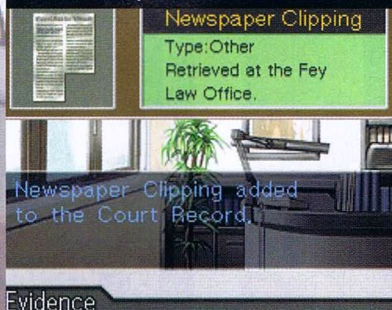 Newspaper Clipping
Type:Other
Retrieved at the Fey
Law Office.
Newspaper Clipping added
to the Court Record.
Evidence